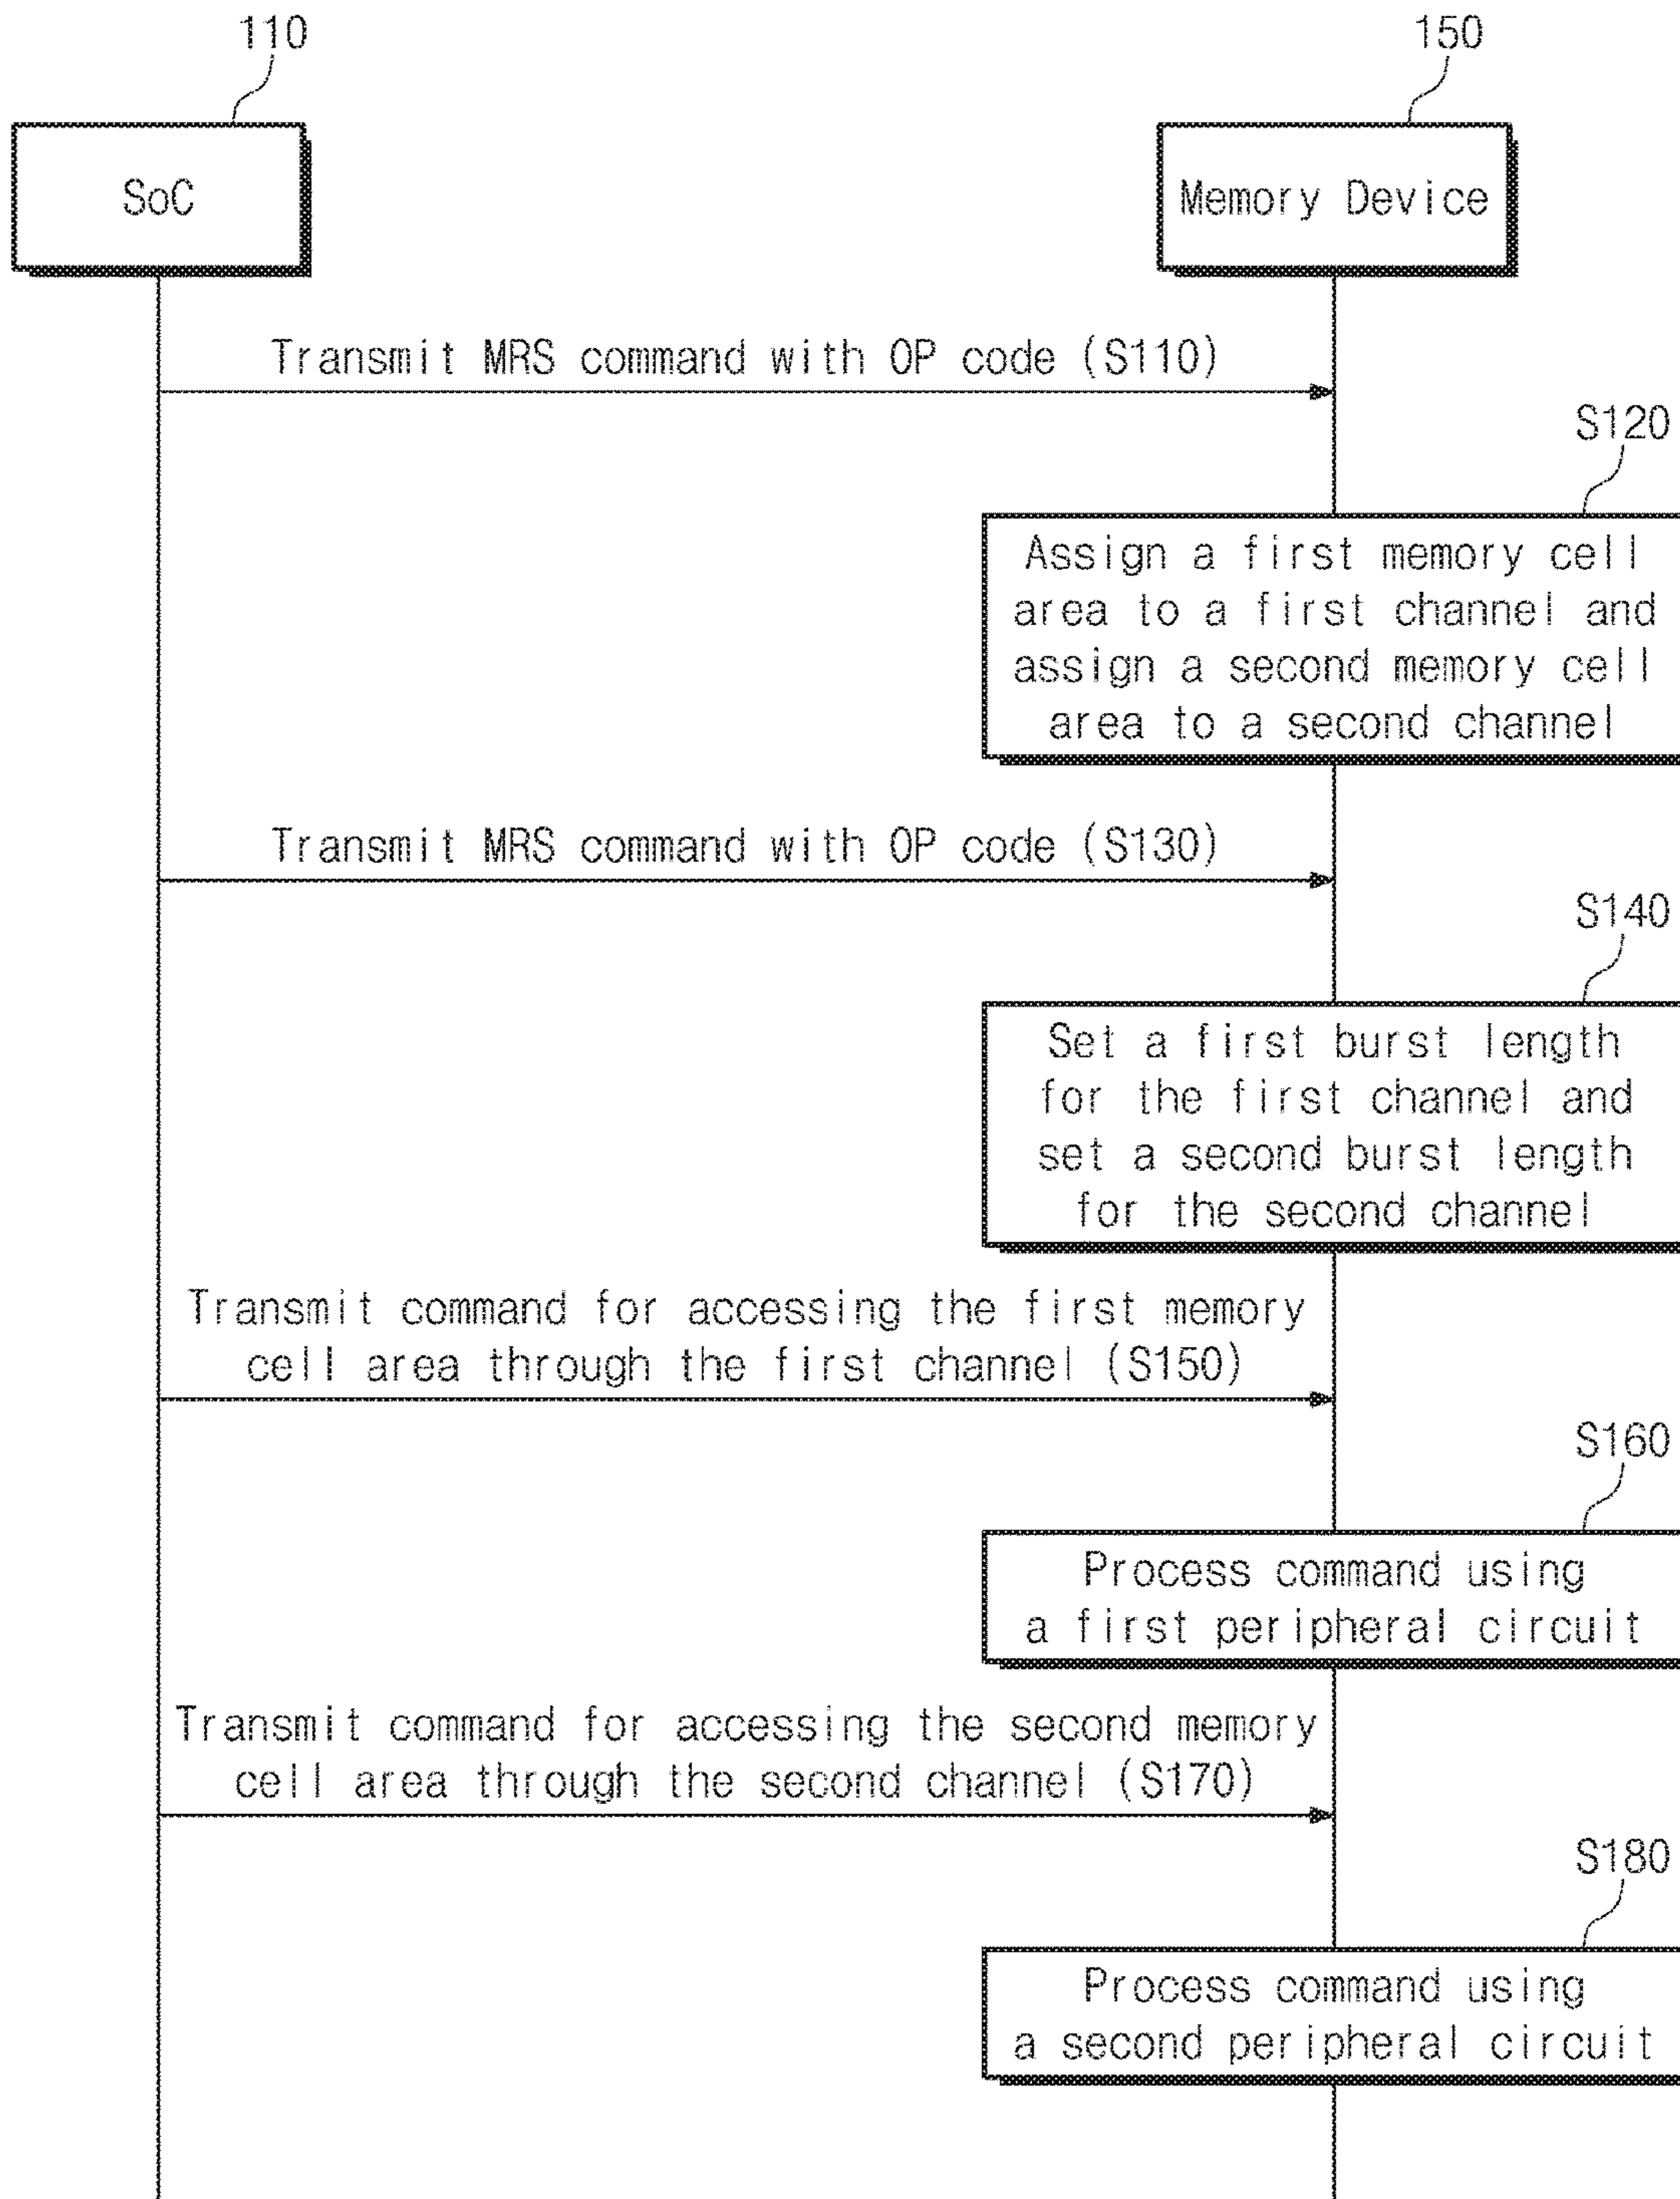 110
150
SoC
Memory Device
Transmit MRS command with OP code (S110)
S120
Assign a first memory cell
area to a first channel and
assign a second memory cell
area to a second channel
Transmit MRS command with OP code (S130)
S140
Set a first burst length
for the first channel and
set a second burst length
for the second channel
Transmit command for accessing the first memory
cell area through the first channel (S150)
S160
Process command using
a first peripheral circuit
Transmit command for accessing the second memory
cell area through the second channel (S170)
S180
Process command using
a second peripheral circuit